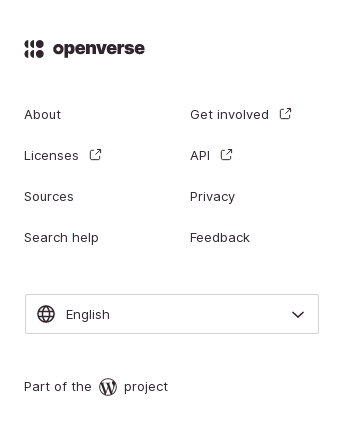 openverse
About
Get involved
Licenses
API
Sources
Privacy
Search help
Feedback
English
Part of the W project